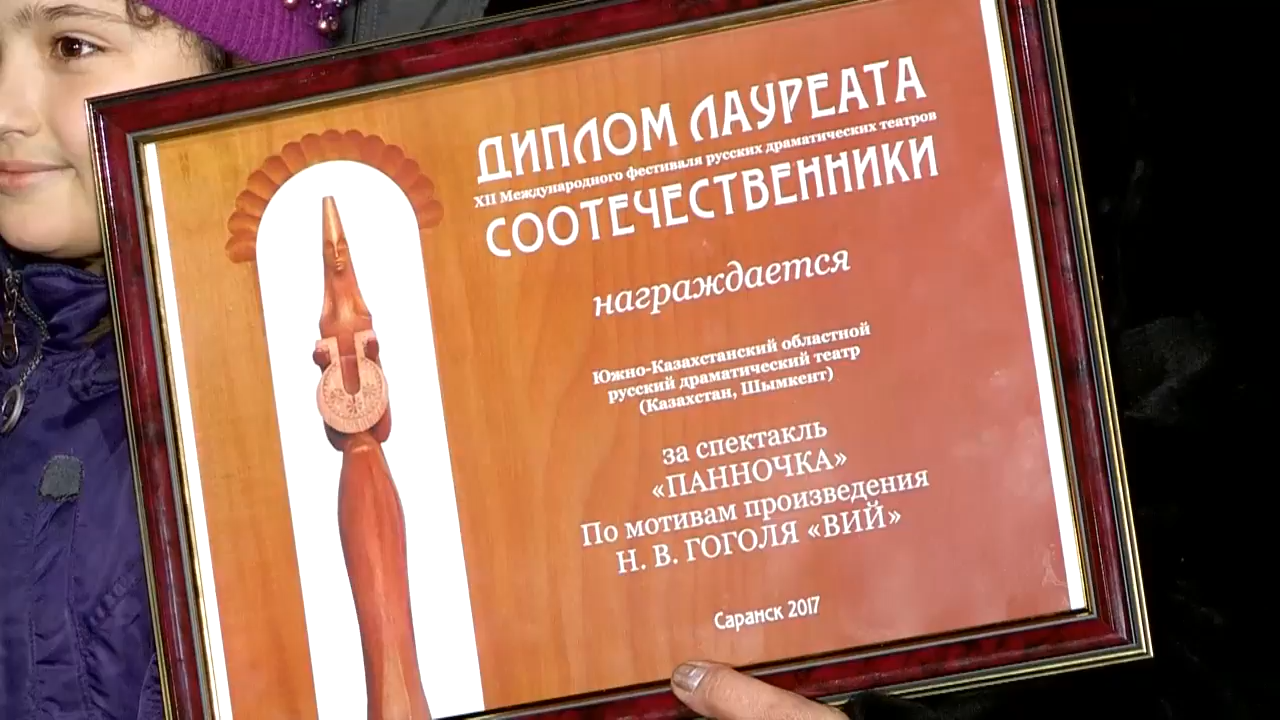 ДИПЛОМ ЛАУРЕАТА
XII Международного фестиваля русских драматических театров
СООТЕЧЕСТВЕННИКИ
награждается
Южно-Казахстанский областной
русский драматический театр
(Казахстан, Шымкент)
за спектакль
«ПАННОЧКА»
По мотивам произведения
Н. В. ГОГОЛЯ «ВИЙ»
Саранск 2017